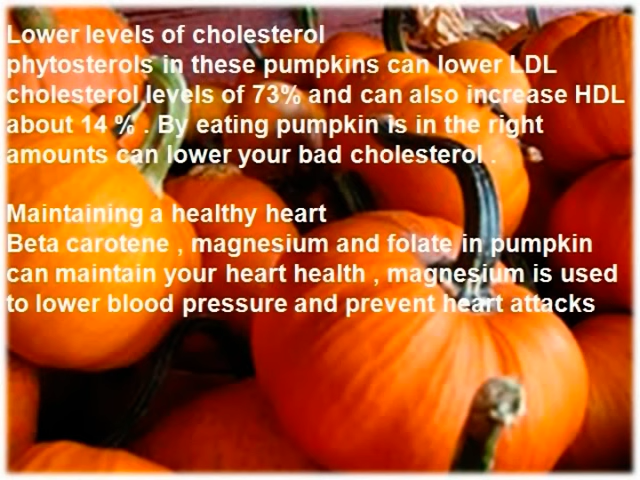 Lower levels of cholesterol
phytosterols in these pumpkins can lower LDL
cholesterol levels of 73% and can also increase HDL
about 14 % . By eating pumpkin is in the right
amounts can lower your bad cholesterol .
Maintaining a healthy heart
Beta carotene , magnesium and folate in pumpkin
can maintain your heart health , magnesium is used
to lower blood pressure and prevent heart attacks